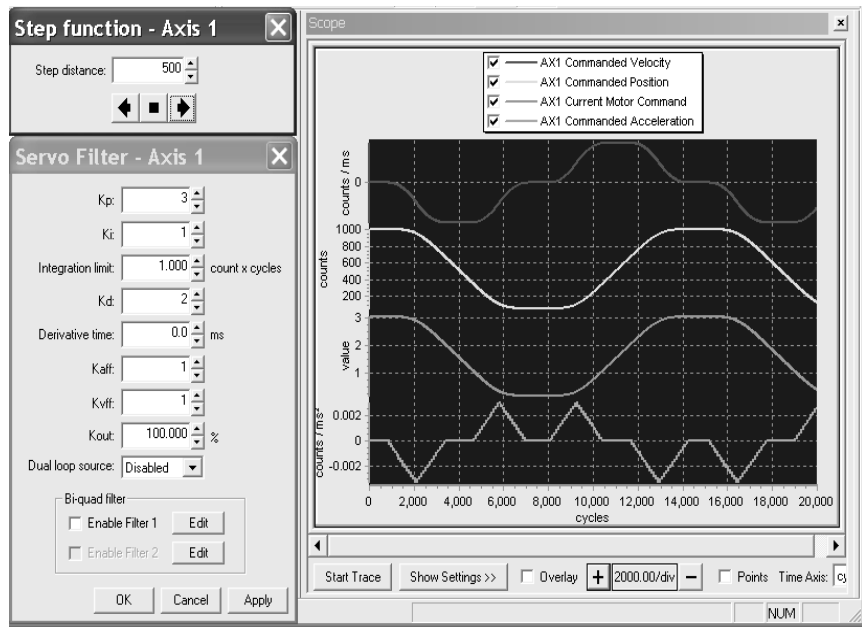 Step function - Axis 1
Step distance: 500
Servo Filter - Axis 1
Kp: 3
Ki: 1
Integration limit: 1.000 count x cycles
Kd: 2
Derivative time: 0.0 ms
Kaff: 1
Kvff: 1
Kout: 100.000 %
Dual loop source: Disabled
Bi-quad filter
Enable Filter 1 Edit
Enable Filter 2 Edit
OK Cancel Apply
Scope
AX1 Commanded Velocity
AX1 Commanded Position
AX1 Current Motor Command
AX1 Commanded Acceleration
counts / ms
0
counts
1000
800
600
400
200
value
3
2
1
counts / ms²
0.002
0
-0.002
0 2,000 4,000 6,000 8,000 10,000 12,000 14,000 16,000 18,000 20,000
cycles
Start Trace Show Settings >> Overlay + 2000.00/div − Points Time Axis:
NUM